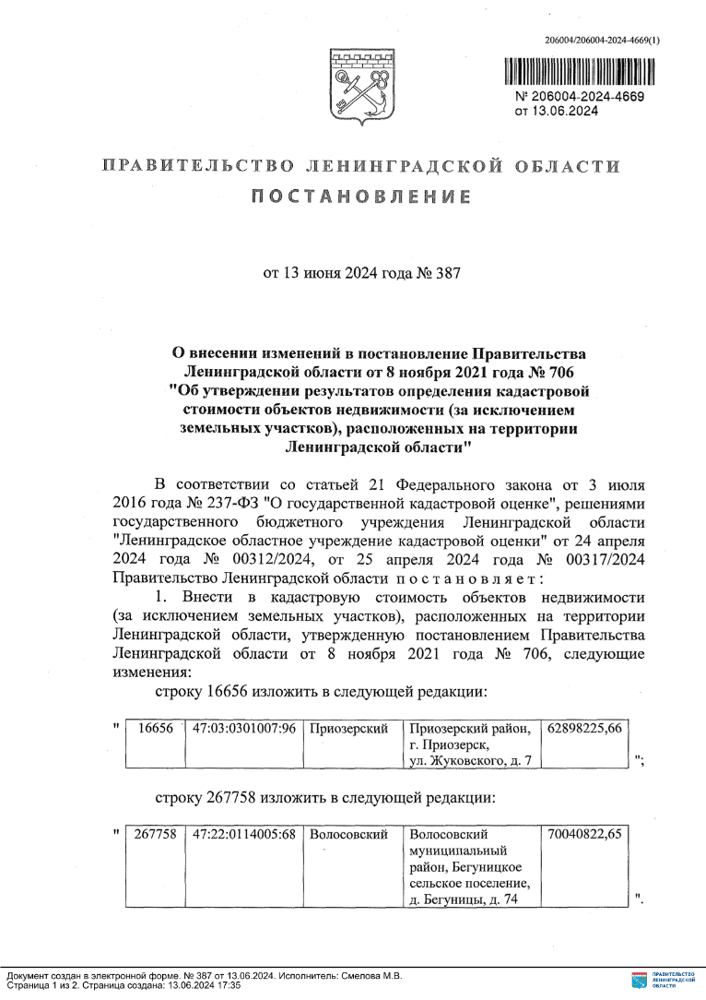 206004/206004-2024-4669(1)
№ 206004-2024-4669
от 13.06.2024
ПРАВИТЕЛЬСТВО ЛЕНИНГРАДСКОЙ ОБЛАСТИ
ПОСТАНОВЛЕНИЕ
от 13 июня 2024 года № 387
О внесении изменений в постановление Правительства
Ленинградской области от 8 ноября 2021 года № 706
"Об утверждении результатов определения кадастровой
стоимости объектов недвижимости (за исключением
земельных участков), расположенных на территории
Ленинградской области"
В соответствии со статьей 21 Федерального закона от 3 июля
2016 года № 237-ФЗ "О государственной кадастровой оценке", решениями
государственного бюджетного учреждения Ленинградской области
"Ленинградское областное учреждение кадастровой оценки" от 24 апреля
2024 года № 00312/2024, от 25 апреля 2024 года № 00317/2024
Правительство Ленинградской области п о с т а н о в л я е т :
1. Внести в кадастровую стоимость объектов недвижимости
(за исключением земельных участков), расположенных на территории
Ленинградской области, утвержденную постановлением Правительства
Ленинградской области от 8 ноября 2021 года № 706, следующие
изменения:
строку 16656 изложить в следующей редакции:
" 16656 47:03:0301007:96 Приозерский Приозерский район, 62898225,66
г. Приозерск,
ул. Жуковского, д. 7 ";
строку 267758 изложить в следующей редакции:
" 267758 47:22:0114005:68 Волосовский Волосовский 70040822,65
муниципальный
район, Бегуницкое
сельское поселение,
д. Бегуницы, д. 74 ".
Документ создан в электронной форме. № 387 от 13.06.2024. Исполнитель: Смелова М.В.
Страница 1 из 2. Страница создана: 13.06.2024 17:35
ПРАВИТЕЛЬСТВО
ЛЕНИНГРАДСКОЙ
ОБЛАСТИ